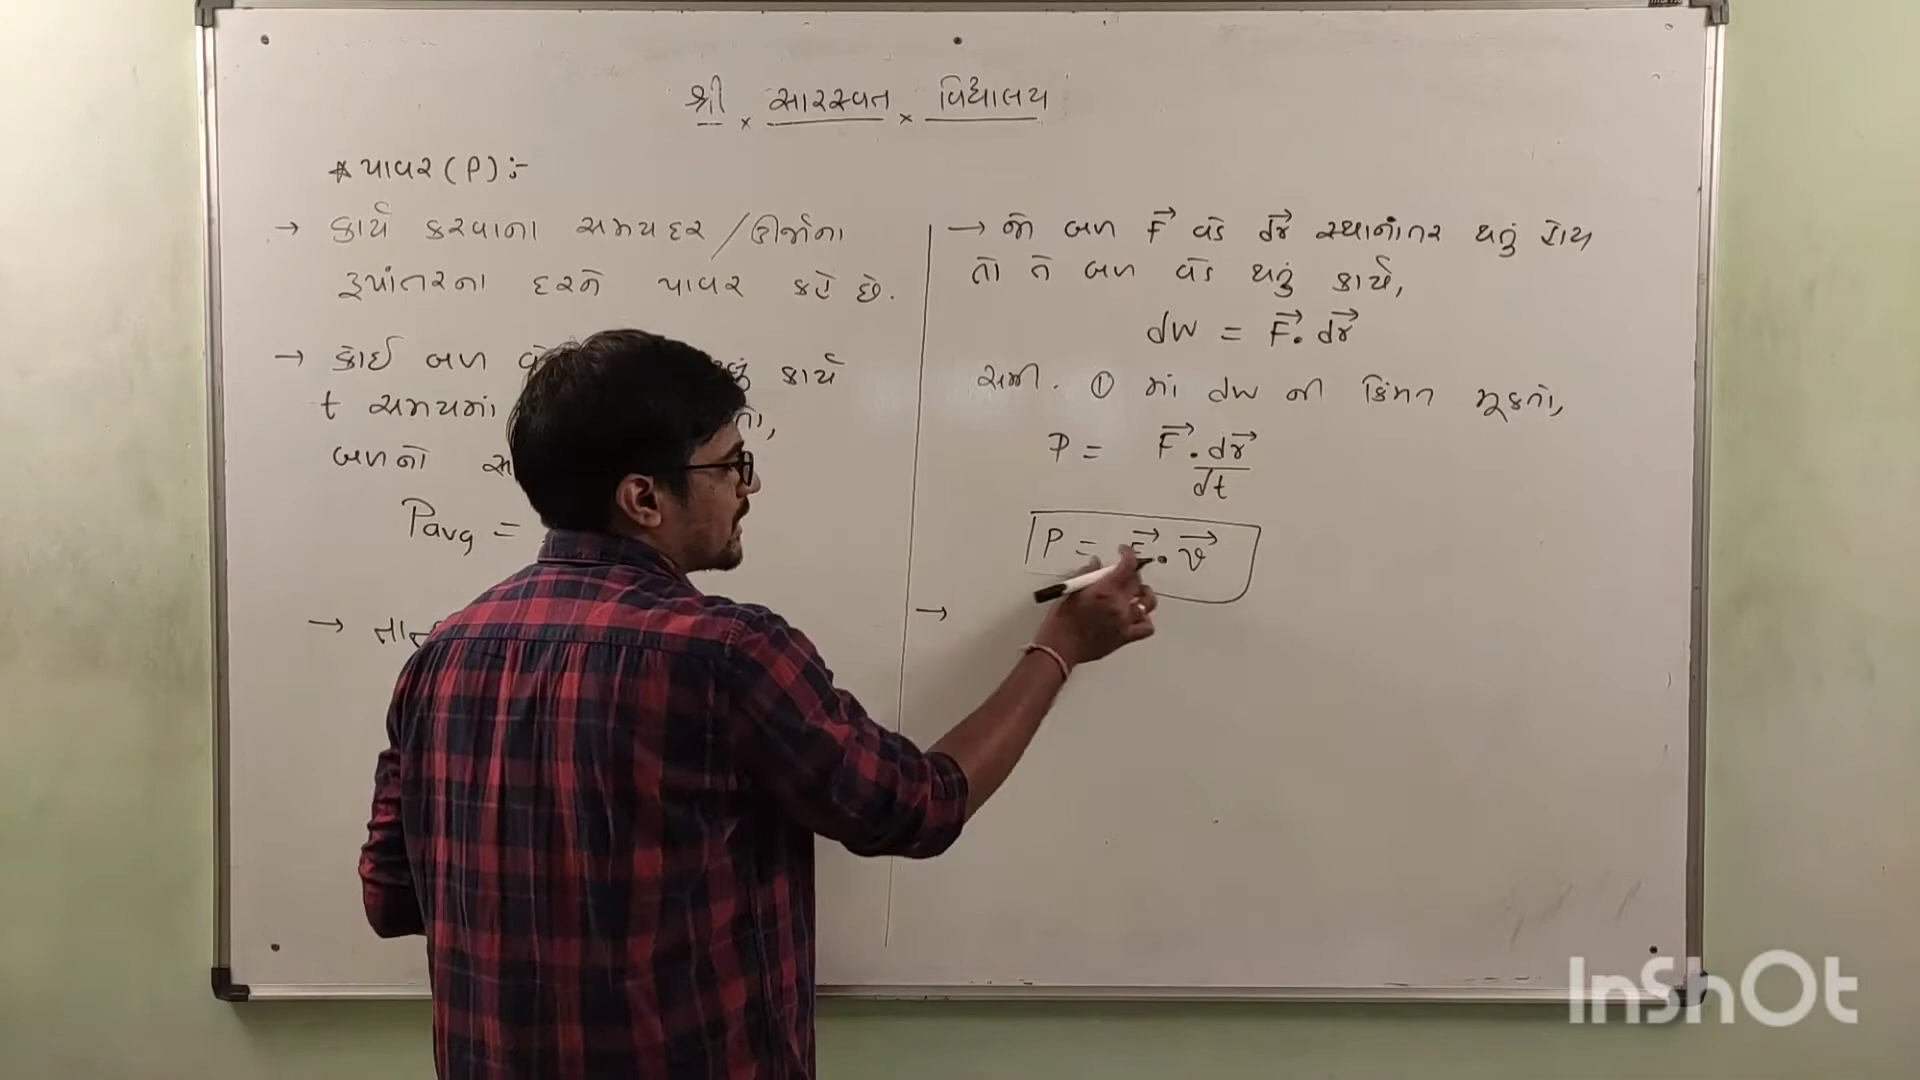 શ્રી × સારસ્વત × વિદ્યાલય
* પાવર (P) :-
→ કાર્ય કરવાના સમયદર / ઊર્જાના
રૂપાંતરના દરને પાવર કહે છે.
→ કોઈ બળ કાર્ય
t સમયમાં
બળનો
Pavg =
→
→ જો બળ F⃗ વડે dr⃗ સ્થાનાંતર થતું હોય
તો તે બળ વડે થતું કાર્ય,
dW = F⃗ . dr⃗
સમી. ① માં dW ની કિંમત મૂકતાં,
P = F⃗ . dr⃗ / dt
P = F⃗ . v⃗
→
InShOt